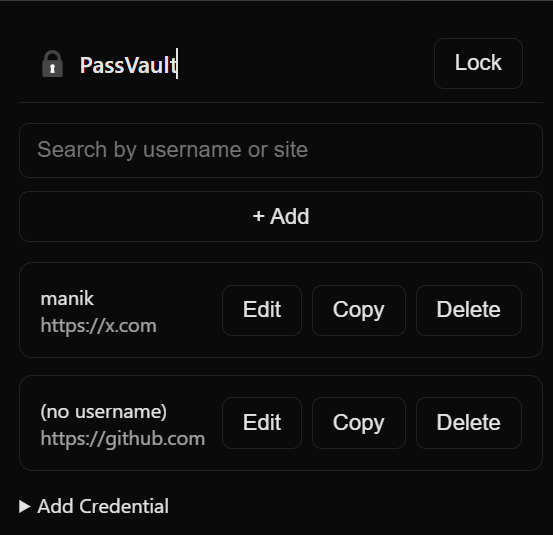 PassVault Lock
Search by username or site
+ Add
manik
https://x.com
Edit Copy Delete
(no username)
https://github.com
Edit Copy Delete
Add Credential